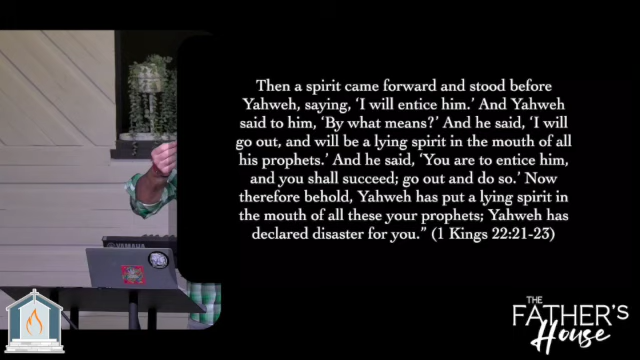 Then a spirit came forward and stood before
Yahweh, saying, ‘I will entice him.’ And Yahweh
said to him, ‘By what means?’ And he said, ‘I will
go out, and will be a lying spirit in the mouth of all
his prophets.’ And he said, ‘You are to entice him,
and you shall succeed; go out and do so.’ Now
therefore behold, Yahweh has put a lying spirit in
the mouth of all these your prophets; Yahweh has
declared disaster for you.” (1 Kings 22:21-23)
YAMAHA
THE
FATHER'S
House